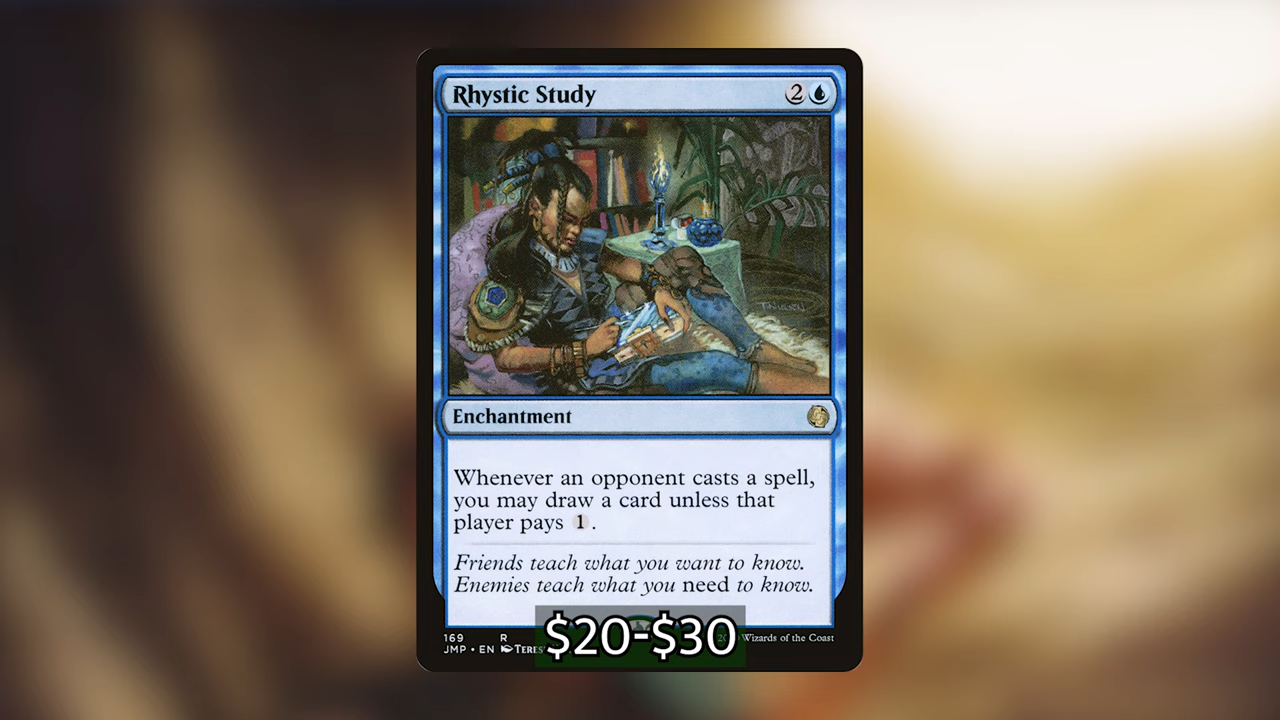 Rhystic Study 2
T. NIELSEN
Enchantment
Whenever an opponent casts a spell,
you may draw a card unless that
player pays 1.
Friends teach what you want to know.
Enemies teach what you need to know.
169 R
JMP • EN
$20-$30
Wizards of the Coast